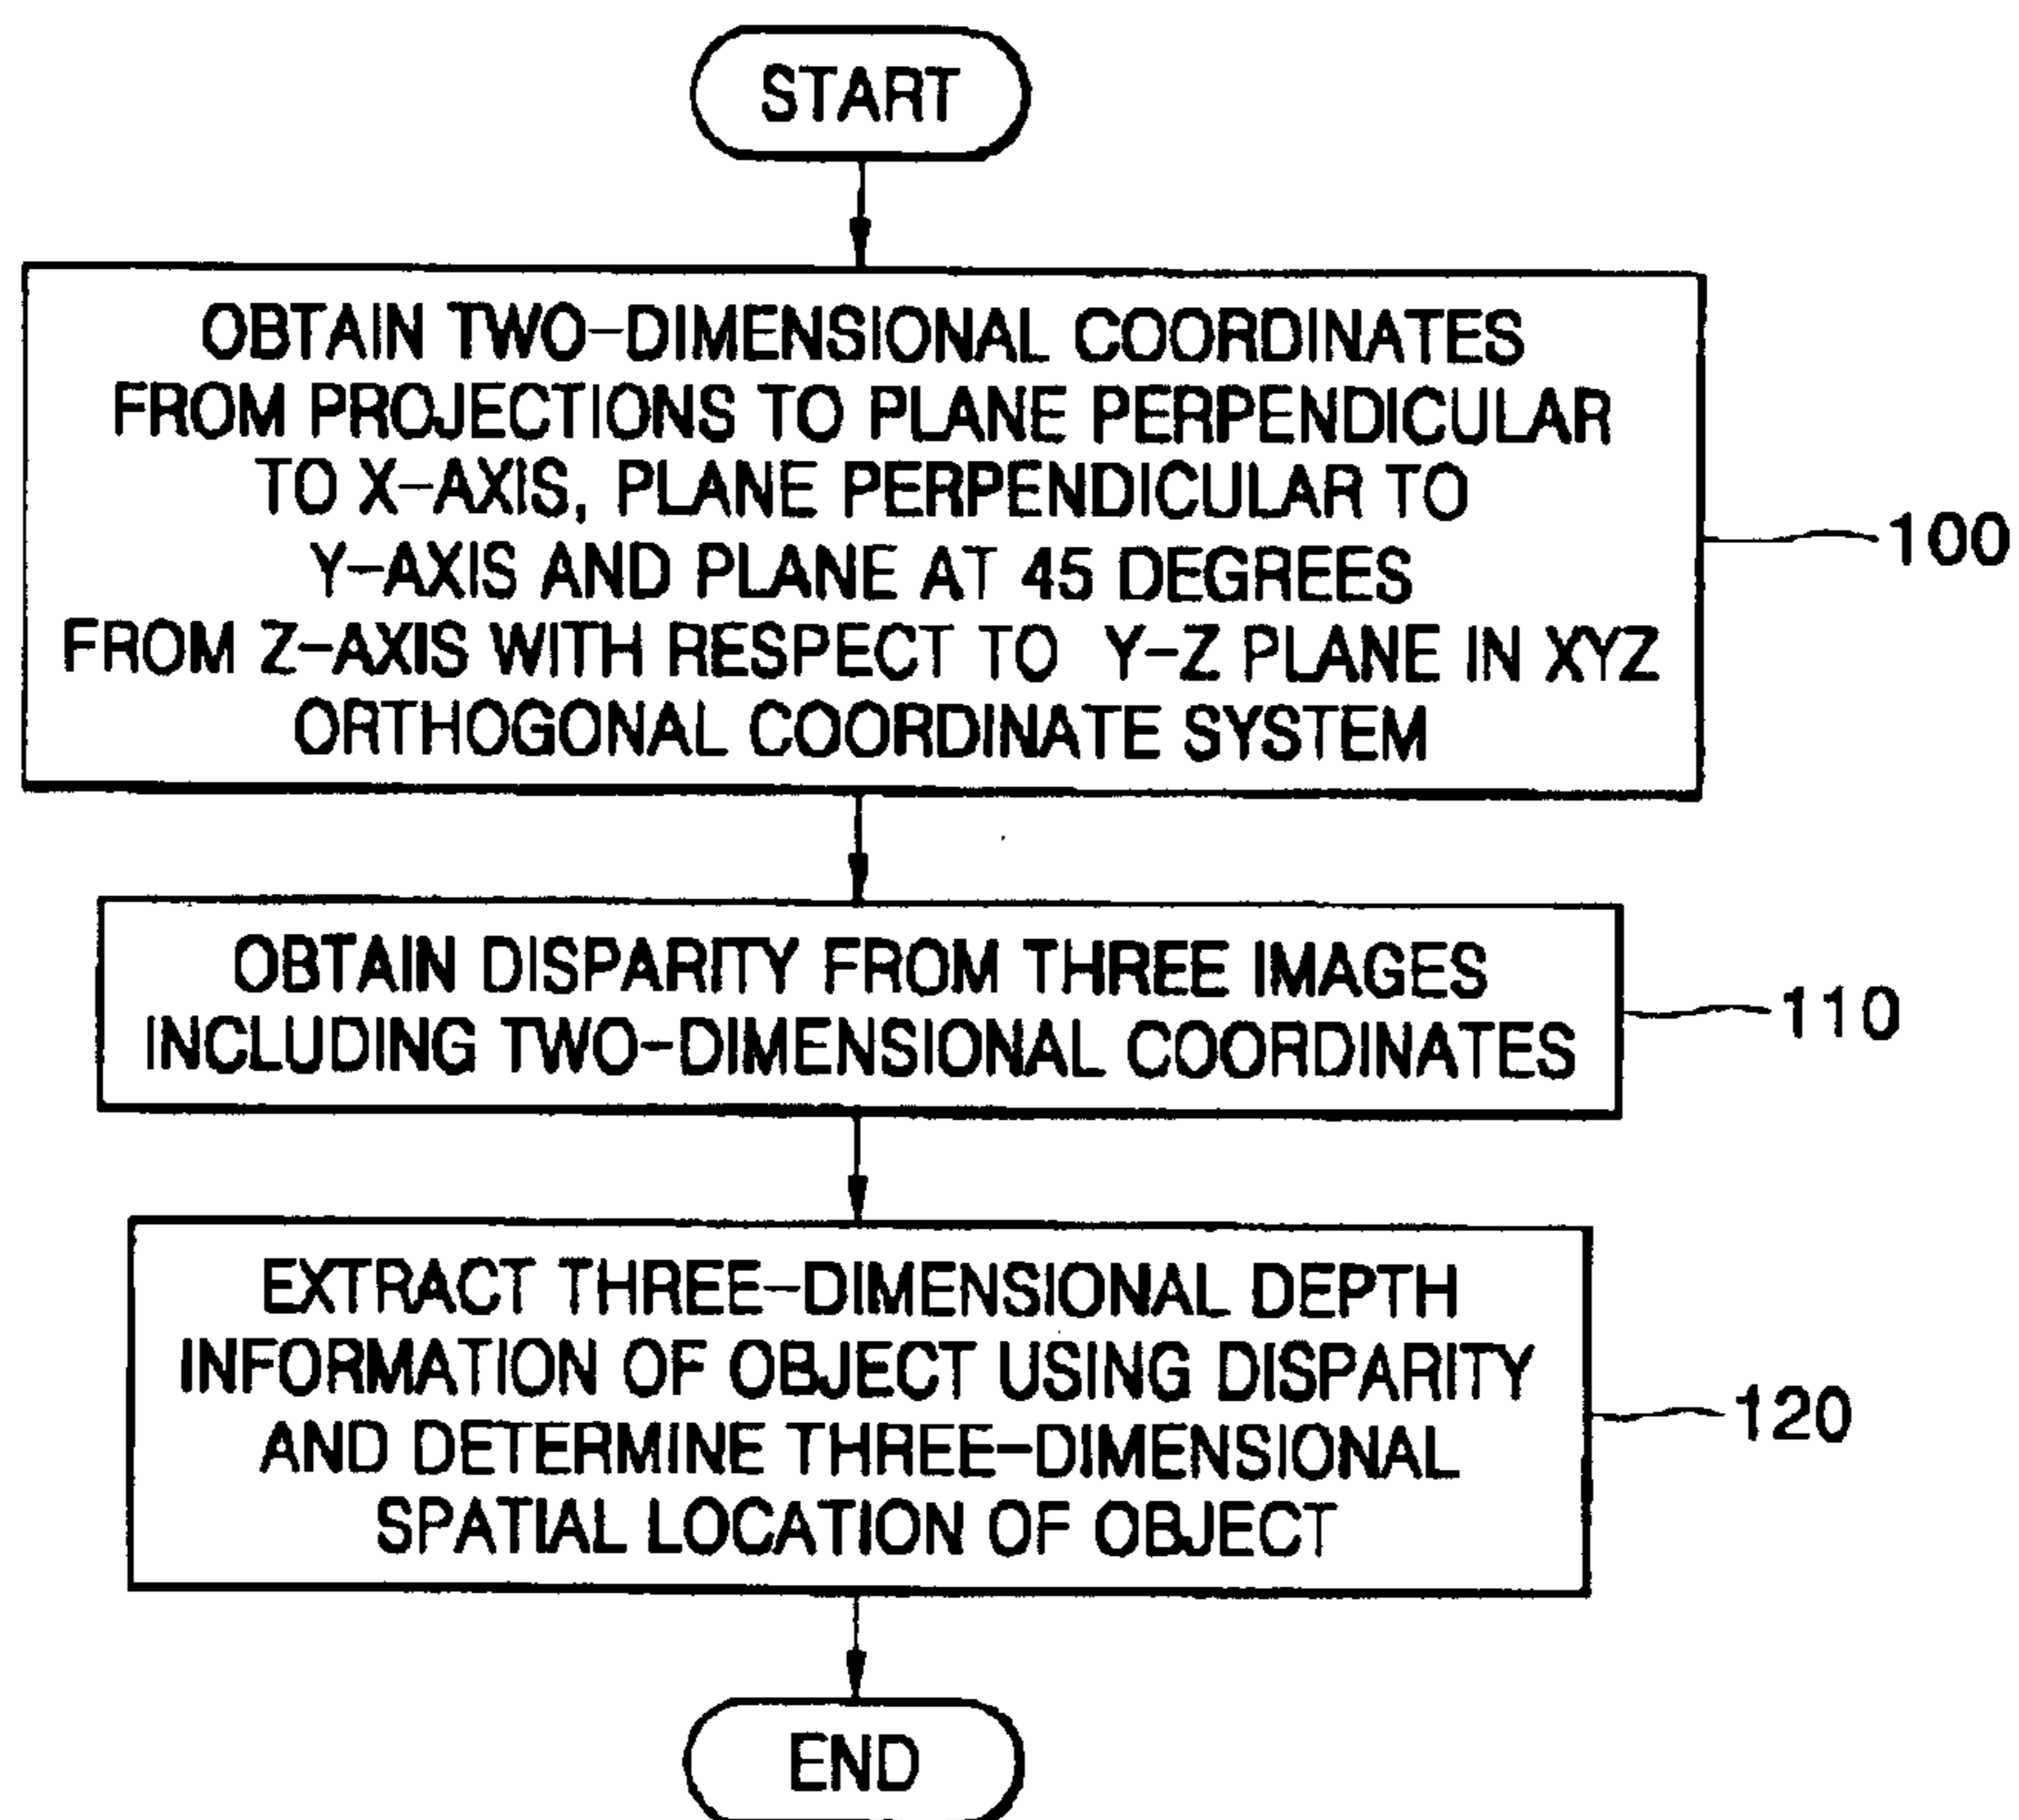 START
OBTAIN TWO-DIMENSIONAL COORDINATES
FROM PROJECTIONS TO PLANE PERPENDICULAR
TO X-AXIS, PLANE PERPENDICULAR TO
Y-AXIS AND PLANE AT 45 DEGREES
FROM Z-AXIS WITH RESPECT TO Y-Z PLANE IN XYZ
ORTHOGONAL COORDINATE SYSTEM
100
OBTAIN DISPARITY FROM THREE IMAGES
INCLUDING TWO-DIMENSIONAL COORDINATES
110
EXTRACT THREE-DIMENSIONAL DEPTH
INFORMATION OF OBJECT USING DISPARITY
AND DETERMINE THREE-DIMENSIONAL
SPATIAL LOCATION OF OBJECT
120
END